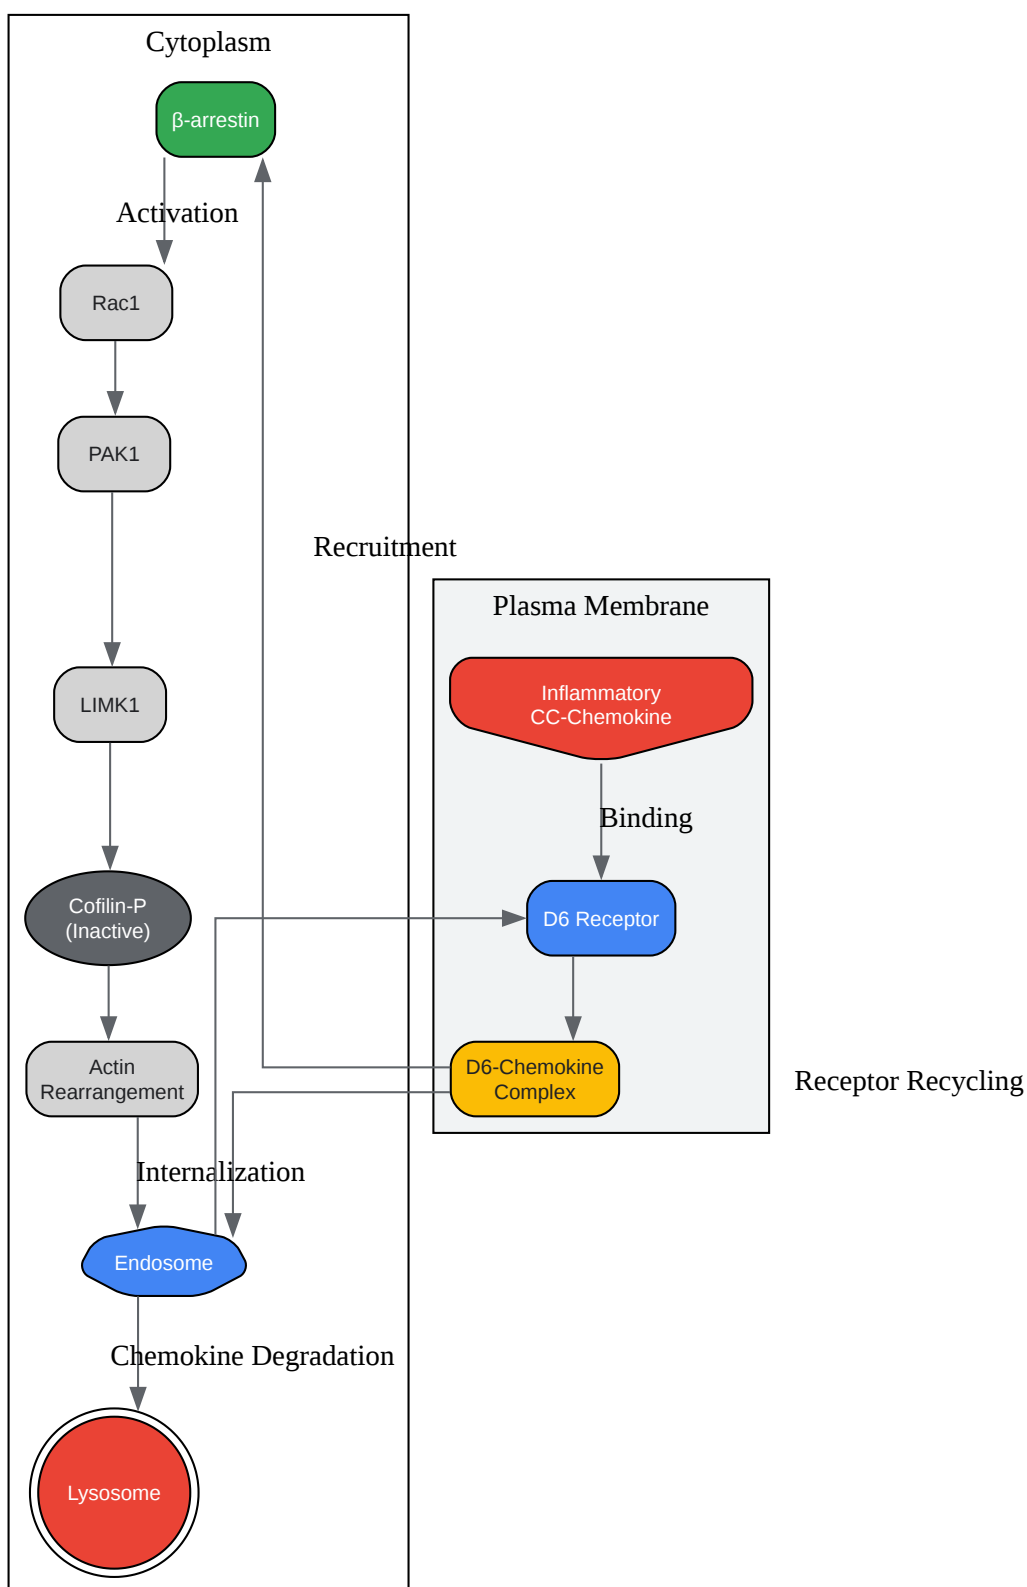 Cytoplasm
β-arrestin
Activation
Rac1
PAK1
Recruitment
Plasma Membrane
LIMK1
Inflammatory
CC-Chemokine
Binding
Cofilin-P
(Inactive)
D6 Receptor
Actin
Rearrangement
D6-Chemokine
Complex
Receptor Recycling
Internalization
Endosome
Chemokine Degradation
Lysosome